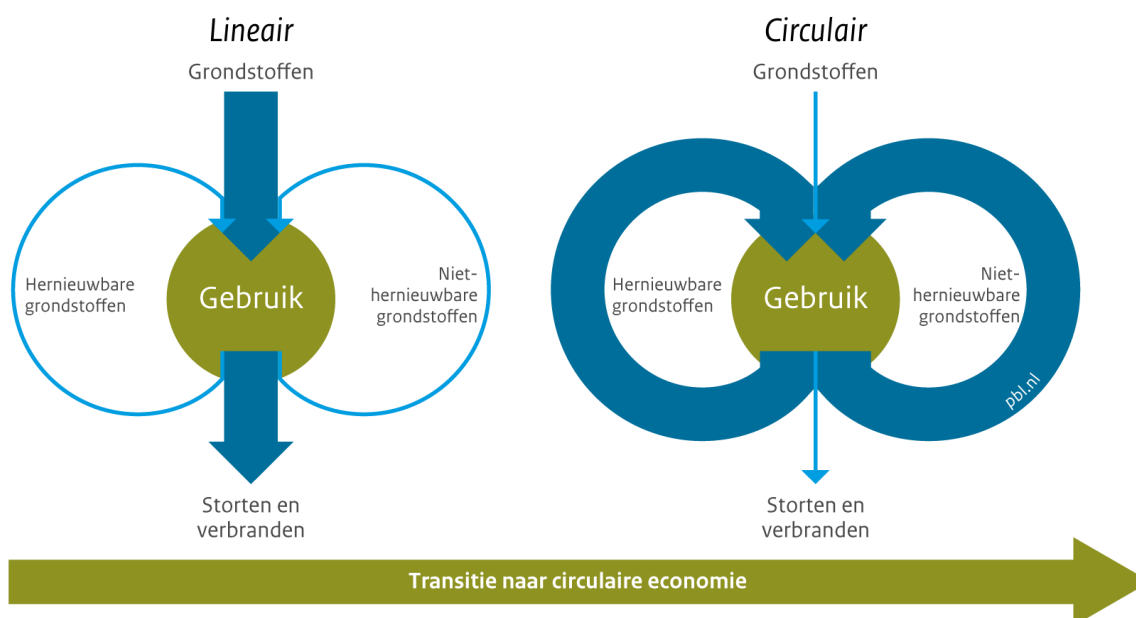 Lineair
Grondstoffen
Hernieuwbare
grondstoffen
Gebruik
Niet-
hernieuwbare
grondstoffen
Storten en
verbranden
Circulair
Grondstoffen
Hernieuwbare
grondstoffen
Gebruik
Niet-
hernieuwbare
grondstoffen
pbl.nl
Storten en
verbranden
Transitie naar circulaire economie